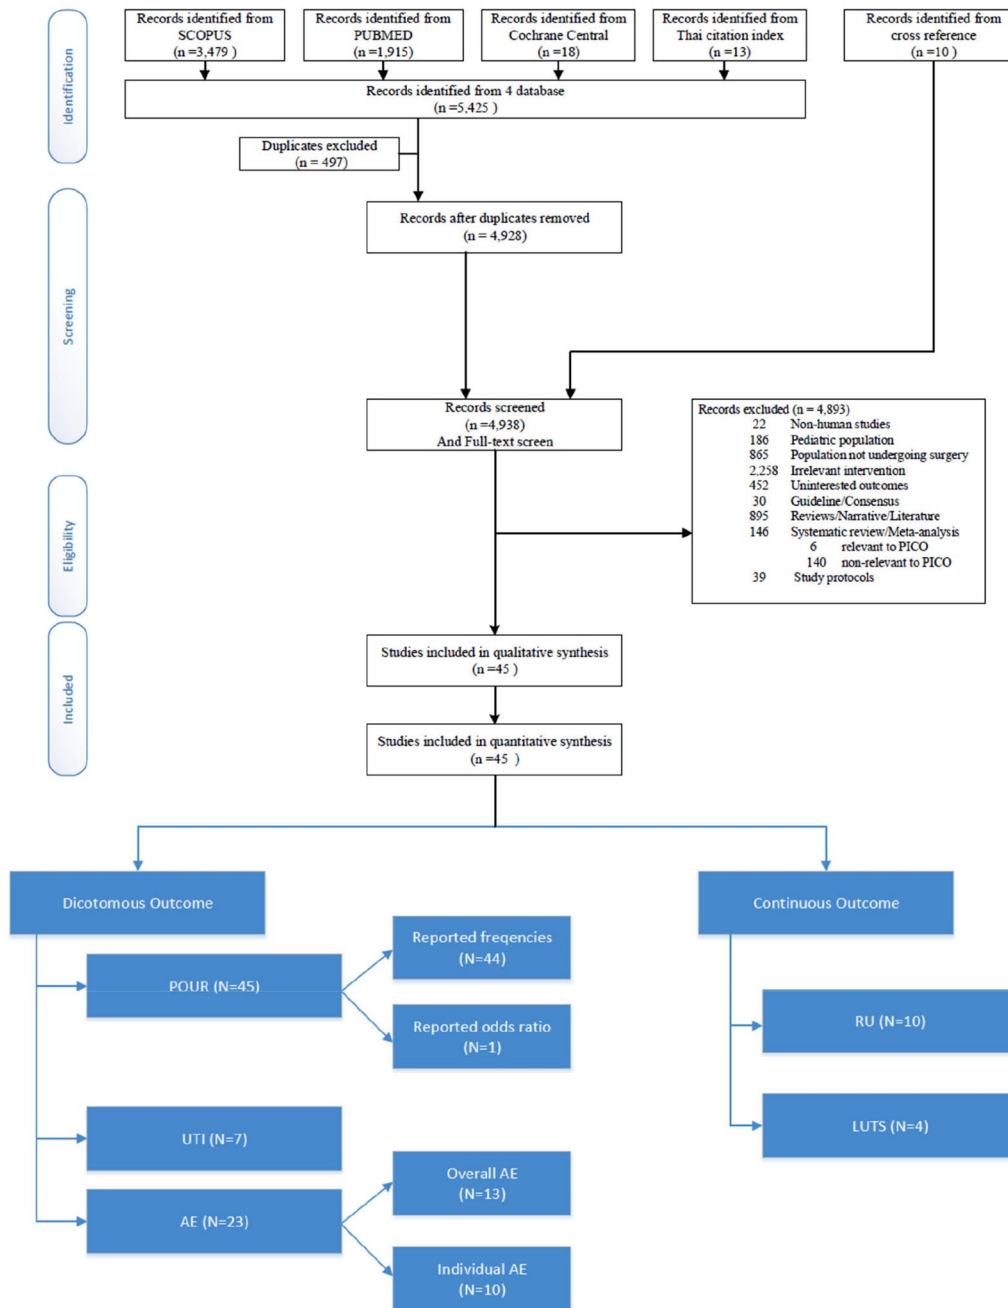 Identification
Records identified from
SCOPUS
(n =3,479 )
Records identified from
PUBMED
(n =1,915)
Records identified from
Cochrane Central
(n =18)
Records identified from
Thai citation index
(n =13)
Records identified from
cross reference
(n =10 )
Records identified from 4 database
(n =5,425 )
Duplicates excluded
(n = 497)
Screening
Records after duplicates removed
(n = 4,928)
Records screened
(n =4,938)
And Full-text screen
Records excluded (n = 4,893)
22 Non-human studies
186 Pediatric population
865 Population not undergoing surgery
2,258 Irrelevant intervention
452 Uninterested outcomes
30 Guideline/Consensus
895 Reviews/Narrative/Literature
146 Systematic review/Meta-analysis
6 relevant to PICO
140 non-relevant to PICO
39 Study protocols
Eligibility
Included
Studies included in qualitative synthesis
(n =45 )
Studies included in quantitative synthesis
(n =45 )
Dicotomous Outcome
Continuous Outcome
POUR (N=45)
Reported freqencies
(N=44)
Reported odds ratio
(N=1)
UTI (N=7)
AE (N=23)
Overall AE
(N=13)
Individual AE
(N=10)
RU (N=10)
LUTS (N=4)